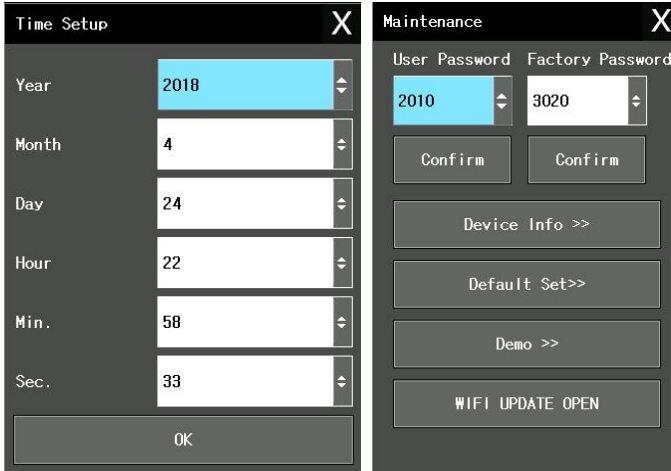 Time Setup X
Year 2018
Month 4
Day 24
Hour 22
Min. 58
Sec. 33
OK
Maintenance X
User Password Factory Password
2010 3020
Confirm Confirm
Device Info >>
Default Set>>
Demo >>
WIFI UPDATE OPEN